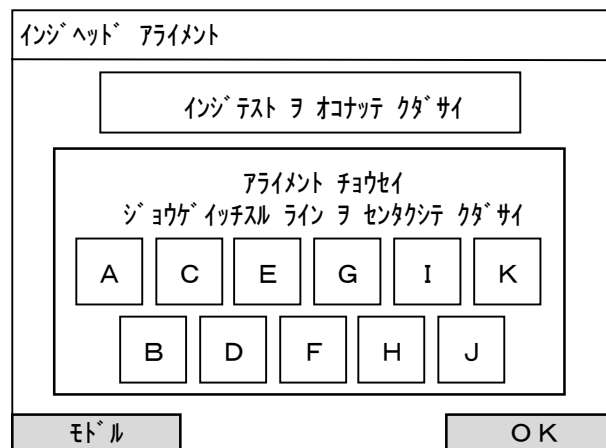 ｲﾝｼﾞﾍｯﾄﾞ ｱﾗｲﾒﾝﾄ
ｲﾝｼﾞﾃｽﾄ ｦ ｵｺﾅｯﾃ ｸﾀﾞｻｲ
ｱﾗｲﾒﾝﾄ ﾁｮｳｾｲ
ｼﾞｮｳｹﾞｲｯﾁｽﾙ ﾗｲﾝ ｦ ｾﾝﾀｸｼﾃ ｸﾀﾞｻｲ
A C E G I K
B D F H J
ﾓﾄﾞﾙ OK